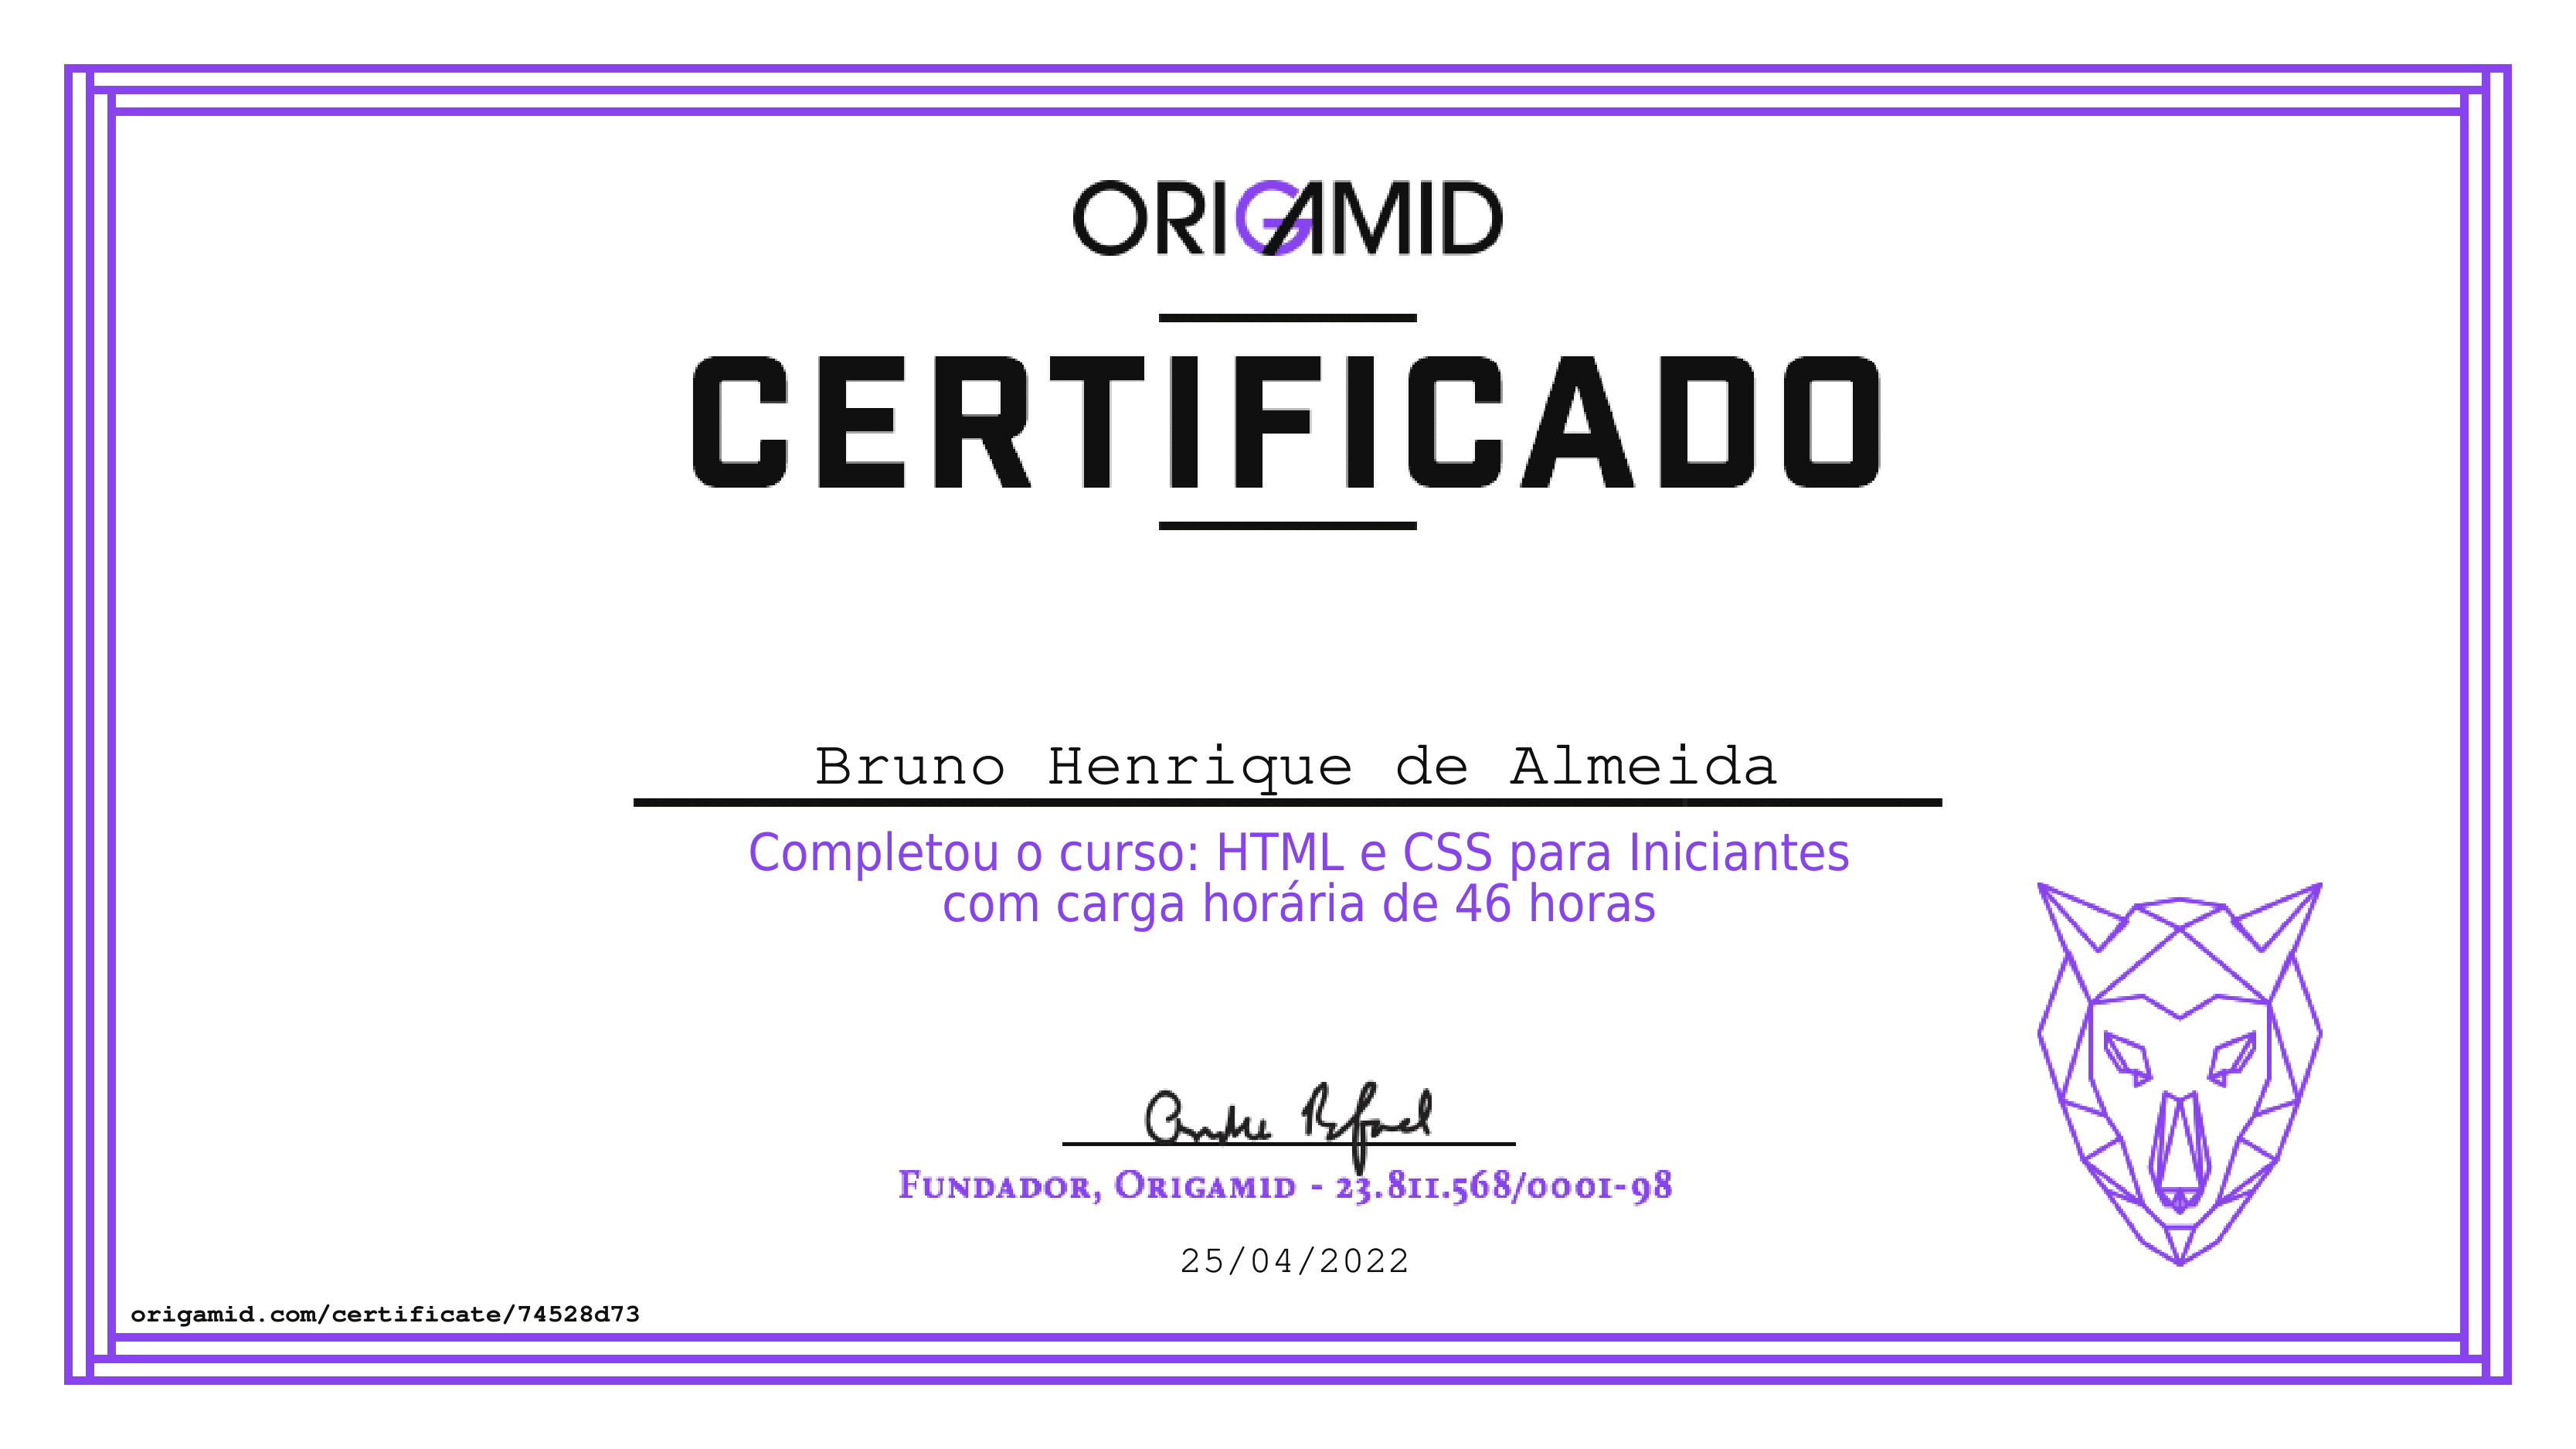 ORIGAMID
CERTIFICADO
Bruno Henrique de Almeida
Completou o curso: HTML e CSS para Iniciantes
com carga horária de 46 horas
Andre Rafael
Fundador, Origamid - 23.811.568/0001-98
25/04/2022
origamid.com/certificate/74528d73